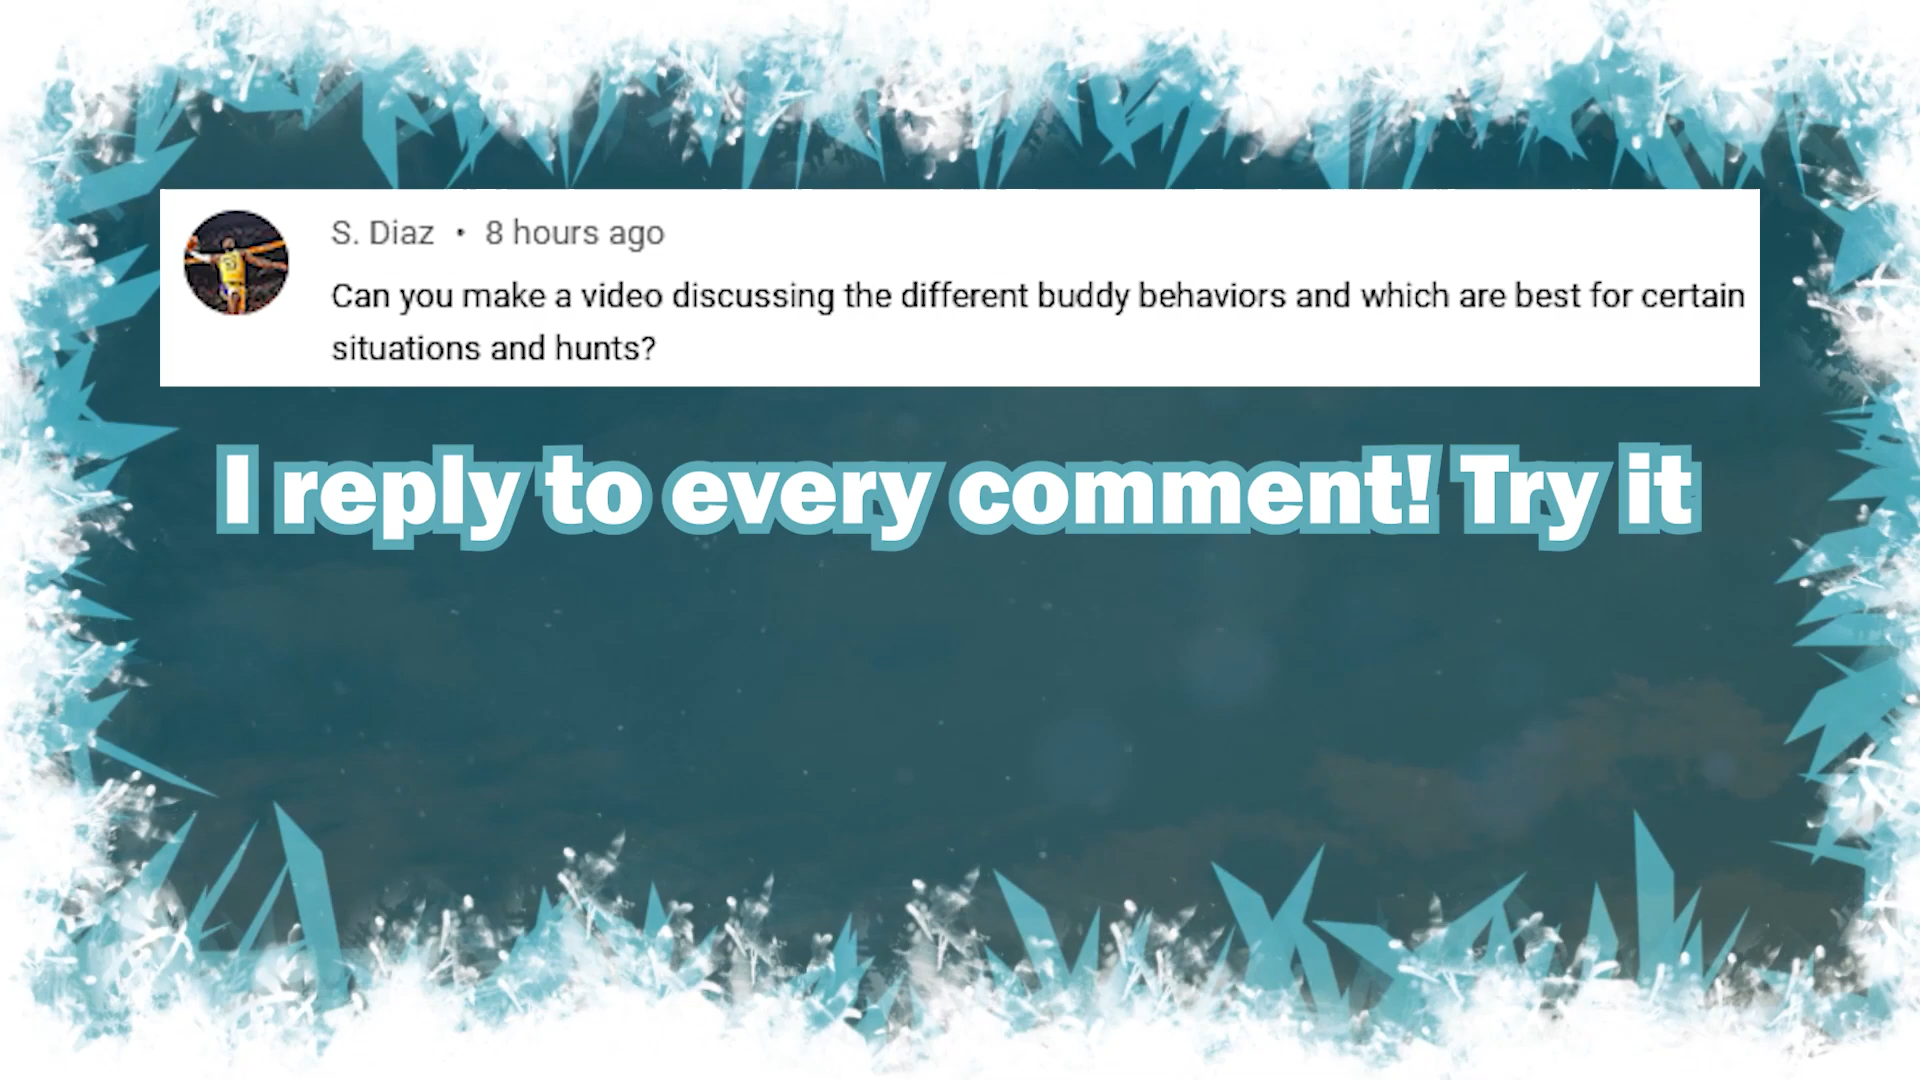 S. Diaz • 8 hours ago
Can you make a video discussing the different buddy behaviors and which are best for certain
situations and hunts?
I reply to every comment! Try it